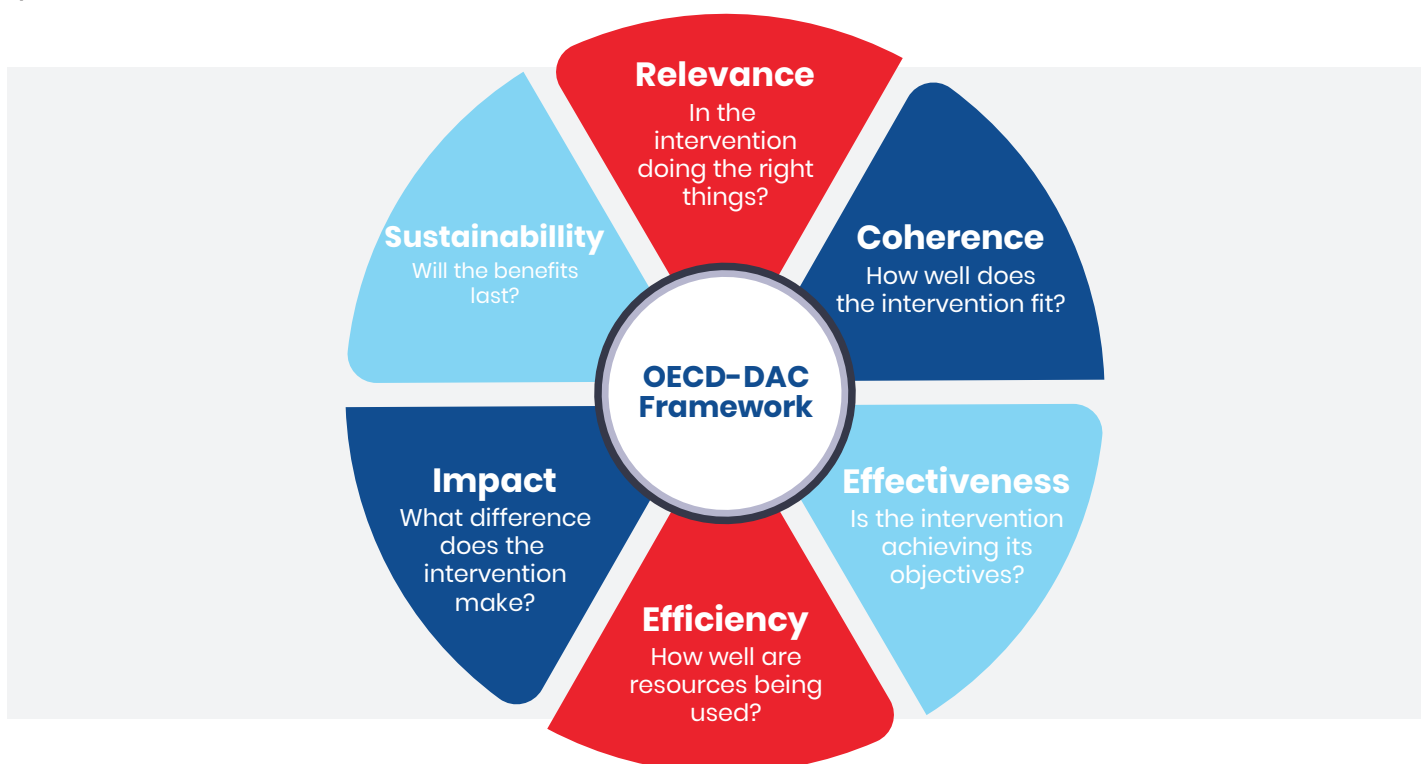 Relevance
In the
intervention
doing the right
things?
Coherence
How well does
the intervention fit?
Effectiveness
Is the intervention
achieving its
objectives?
Efficiency
How well are
resources being
used?
Impact
What difference
does the
intervention
make?
Sustainabillity
Will the benefits
last?
OECD-DAC
Framework